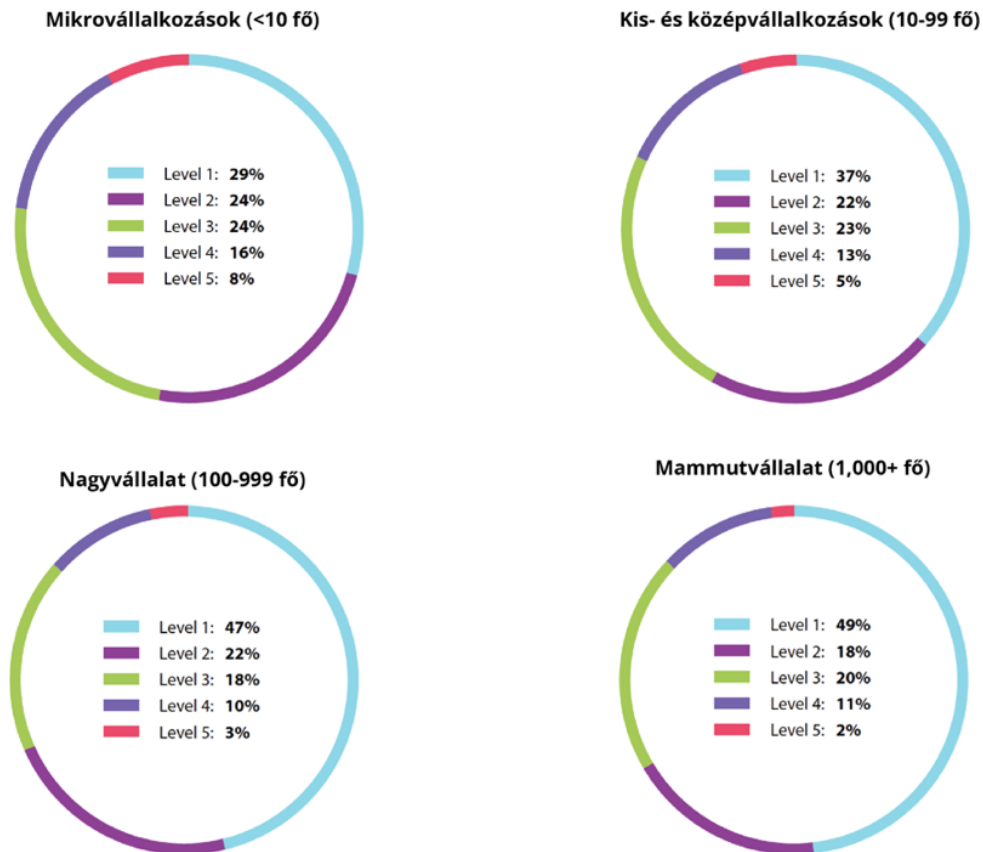 Mikrovállalkozások (<10 fő)
Level 1: 29%
Level 2: 24%
Level 3: 24%
Level 4: 16%
Level 5: 8%
Kis- és középvállalkozások (10-99 fő)
Level 1: 37%
Level 2: 22%
Level 3: 23%
Level 4: 13%
Level 5: 5%
Nagyvállalat (100-999 fő)
Level 1: 47%
Level 2: 22%
Level 3: 18%
Level 4: 10%
Level 5: 3%
Mammutvállalat (1,000+ fő)
Level 1: 49%
Level 2: 18%
Level 3: 20%
Level 4: 11%
Level 5: 2%